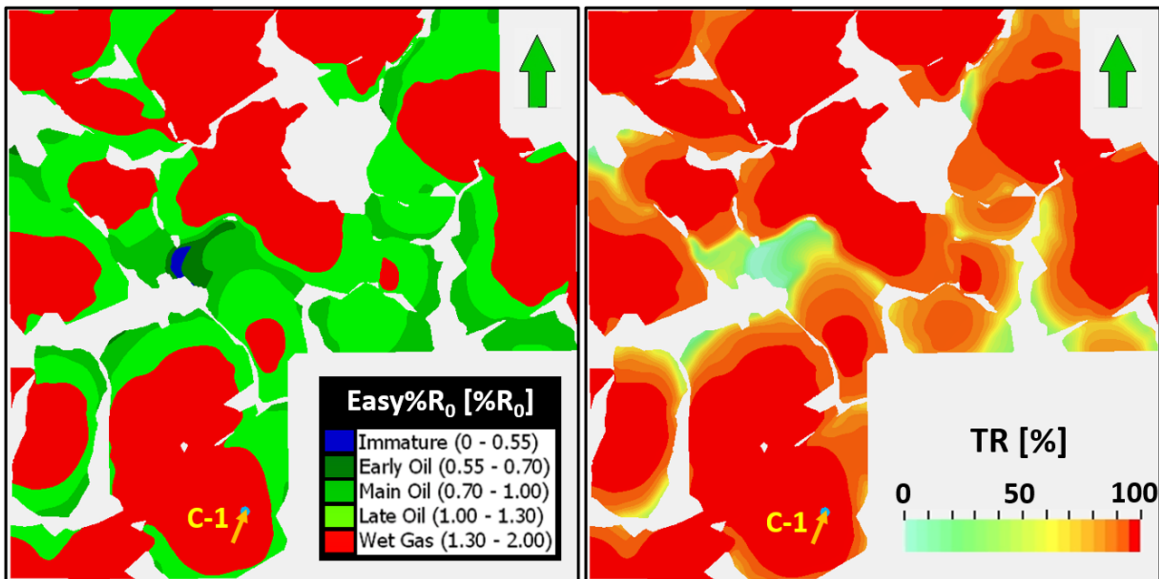 Easy%R₀ [%R₀]
Immature (0 - 0.55)
Early Oil (0.55 - 0.70)
Main Oil (0.70 - 1.00)
Late Oil (1.00 - 1.30)
Wet Gas (1.30 - 2.00)
C-1
TR [%]
0 50 100
C-1